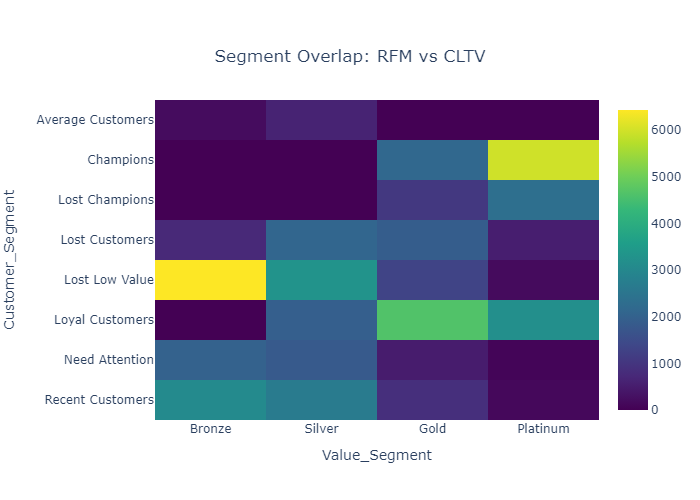 Segment Overlap: RFM vs CLTV
Customer_Segment
Average Customers
Champions
Lost Champions
Lost Customers
Lost Low Value
Loyal Customers
Need Attention
Recent Customers
Bronze
Silver
Gold
Platinum
Value_Segment
6000
5000
4000
3000
2000
1000
0